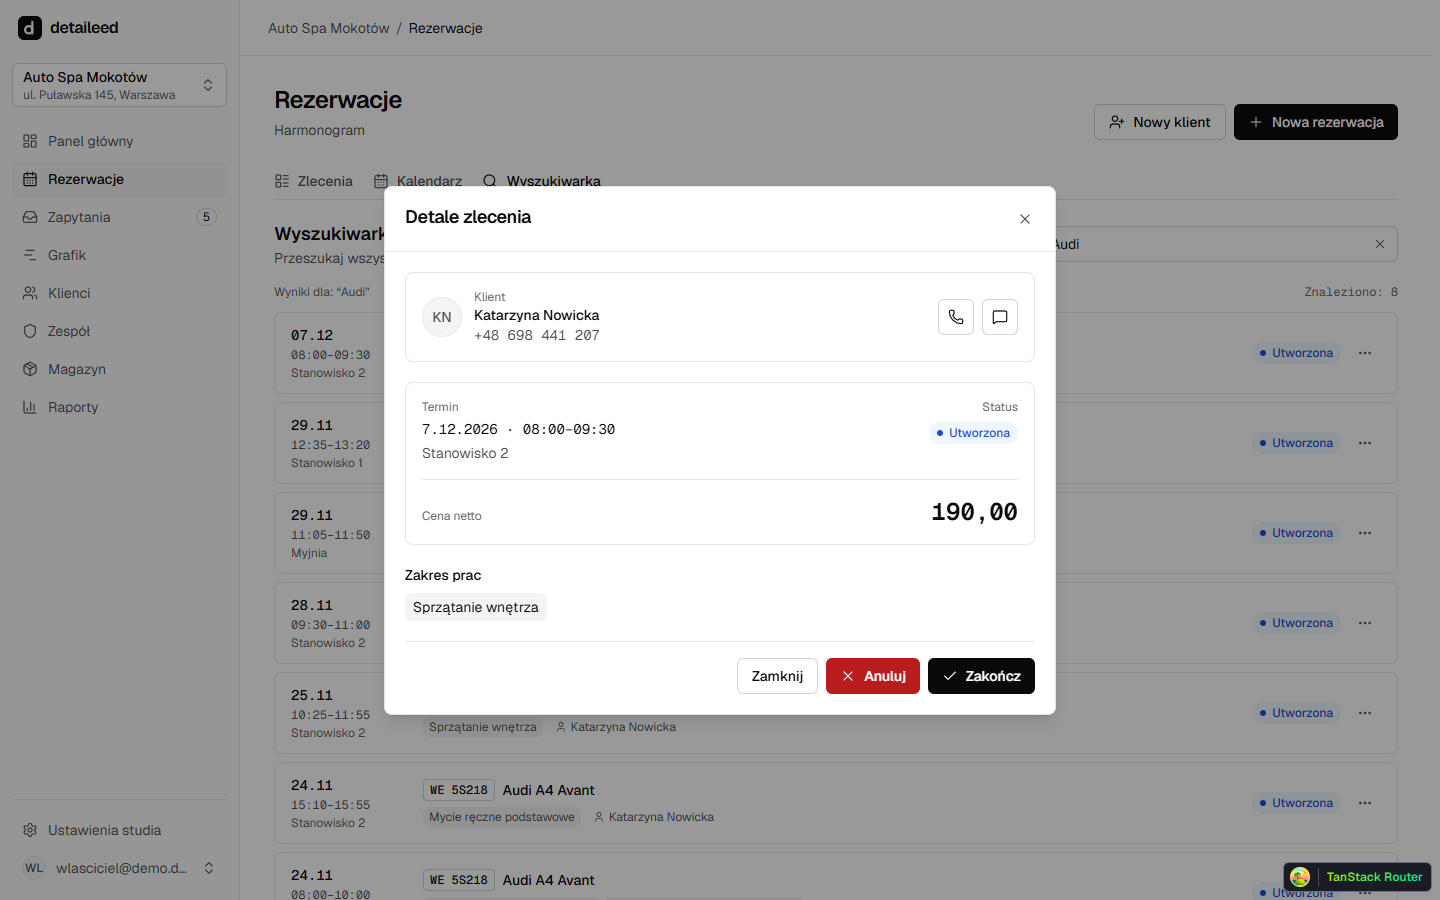 detaileed
Auto Spa Mokotów
ul. Puławska 145, Warszawa
Panel główny
Rezerwacje
Zapytania
5
Grafik
Klienci
Zespół
Magazyn
Raporty
Ustawienia studia
WL
wlasciciel@demo.d...
Auto Spa Mokotów / Rezerwacje
Rezerwacje
Harmonogram
Nowy klient
Nowa rezerwacja
Zlecenia
Kalendarz
Wyszukiwarka
Audi
Wyniki dla: “Audi”
Znaleziono: 8
07.12
08:00–09:30
Stanowisko 2
Utworzona
29.11
12:35–13:20
Stanowisko 1
Utworzona
29.11
11:05–11:50
Myjnia
Utworzona
28.11
09:30–11:00
Stanowisko 2
Utworzona
25.11
10:25–11:55
Stanowisko 2
Sprzątanie wnętrza
Katarzyna Nowicka
Utworzona
24.11
15:10–15:55
Stanowisko 2
WE 5S218
Audi A4 Avant
Mycie ręczne podstawowe
Katarzyna Nowicka
Utworzona
24.11
08:00–10:00
WE 5S218
Audi A4 Avant
Utworzona
Detale zlecenia
KN
Klient
Katarzyna Nowicka
+48 698 441 207
Termin
7.12.2026 · 08:00–09:30
Stanowisko 2
Status
Utworzona
Cena netto
190,00
Zakres prac
Sprzątanie wnętrza
Zamknij
Anuluj
Zakończ
TanStack Router